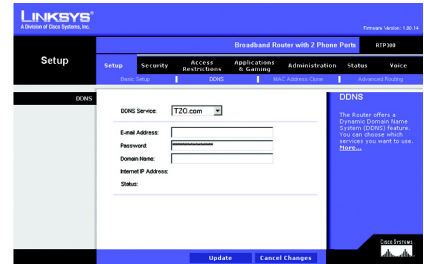 LINKSYS®
A Division of Cisco Systems, Inc.
Firmware Version: 1.00.14
Broadband Router with 2 Phone Ports RTP300
Setup
Setup Security Access Restrictions Applications & Gaming Administration Status Voice
Basic Setup DDNS MAC Address Clone Advanced Routing
DDNS
DDNS Service: TZO.com
E-mail Address:
Password:
Domain Name:
Internet IP Address:
Status:
DDNS
The Router offers a
Dynamic Domain Name
System (DDNS) feature.
You can choose which
services you want to use.
More...
Update Cancel Changes
CISCO SYSTEMS